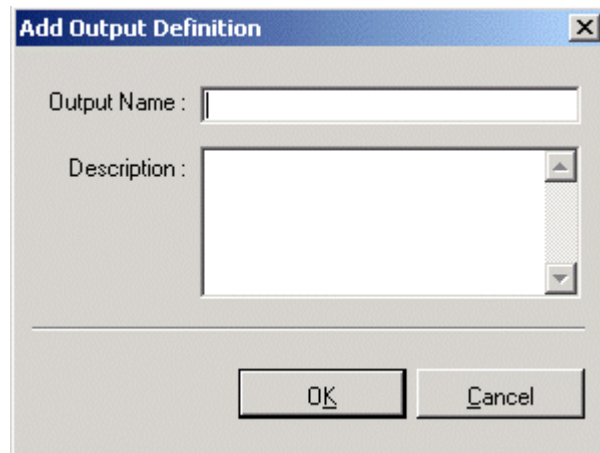 Add Output Definition
Output Name :
Description :
OK
Cancel